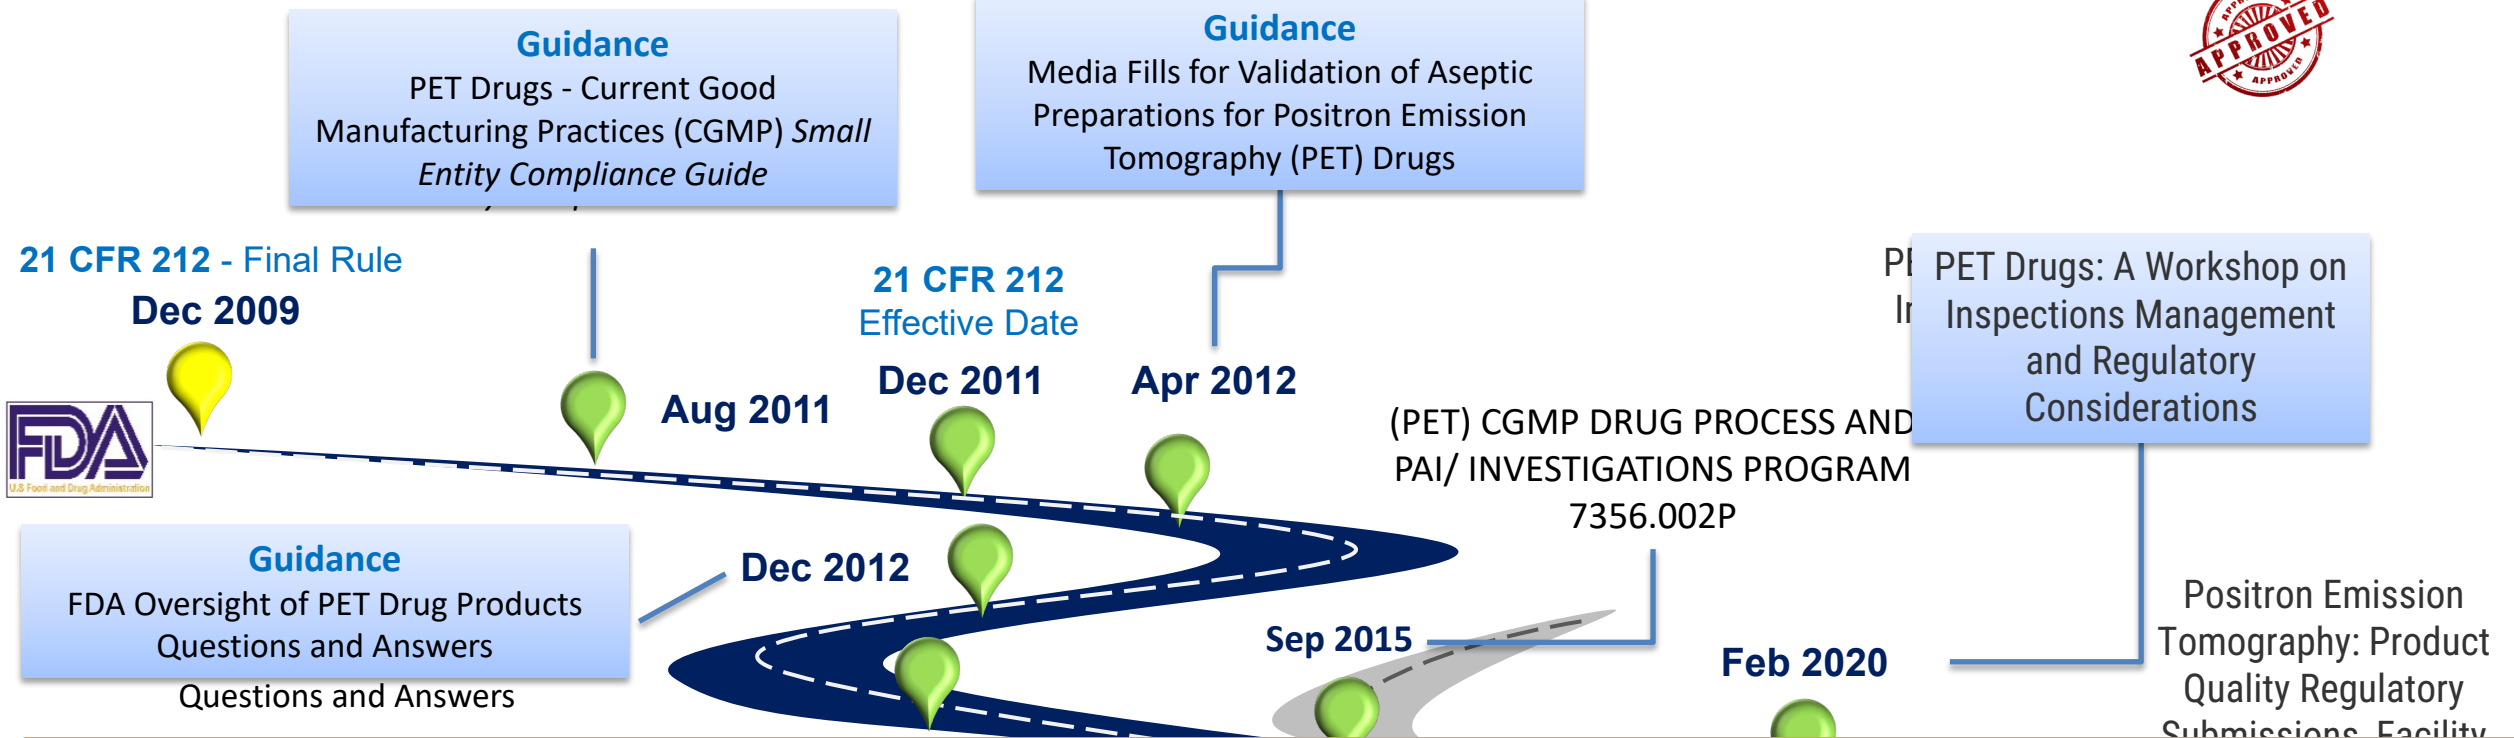 Guidance
PET Drugs - Current Good
Manufacturing Practices (CGMP) Small
Entity Compliance Guide
Guidance
Media Fills for Validation of Aseptic
Preparations for Positron Emission
Tomography (PET) Drugs
APPROVED
APPROVED
21 CFR 212 - Final Rule
Dec 2009
Aug 2011
21 CFR 212
Effective Date
Dec 2011
Apr 2012
PET Drugs: A Workshop on
Inspections Management
and Regulatory
Considerations
(PET) CGMP DRUG PROCESS AND
PAI/ INVESTIGATIONS PROGRAM
7356.002P
FDA
U.S Food and Drug Administration
Guidance
FDA Oversight of PET Drug Products
Questions and Answers
Questions and Answers
Dec 2012
Sep 2015
Feb 2020
Positron Emission
Tomography: Product
Quality Regulatory
Submissions, Facility